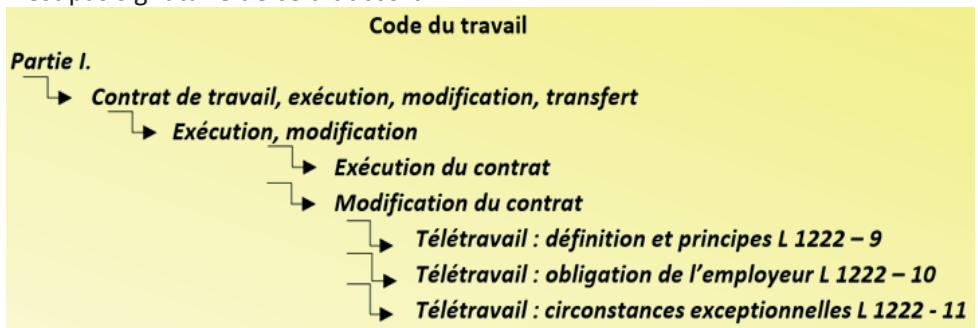 Code du travail
Partie I.
Contrat de travail, exécution, modification, transfert
Exécution, modification
Exécution du contrat
Modification du contrat
Télétravail : définition et principes L 1222 – 9
Télétravail : obligation de l’employeur L 1222 – 10
Télétravail : circonstances exceptionnelles L 1222 - 11